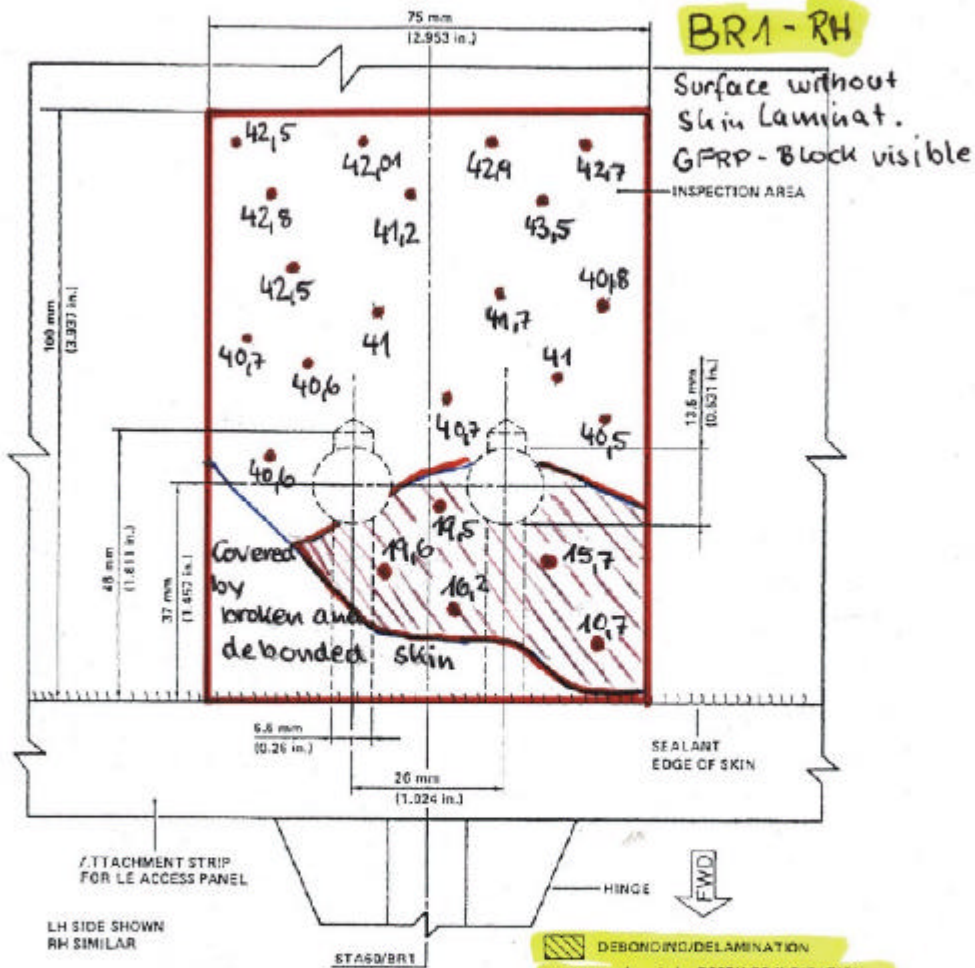 75 mm
(2.953 in.)
BR1-RH
Surface without
Skin Laminat.
GFRP-Block visible
INSPECTION AREA
42,5
42,01
42,9
42,7
42,8
41,2
43,5
42,5
40,8
41,7
41
40,7
40,6
41
40,7
40,5
40,6
100 mm
(3.937 in.)
13.5 mm
(0.531 in.)
46 mm
(1.811 in.)
37 mm
(1.457 in.)
19,5
19,6
15,7
16,2
10,7
Covered
by
broken and
debonded skin
6.6 mm
(0.26 in.)
26 mm
(1.024 in.)
SEALANT
EDGE OF SKIN
ATTACHMENT STRIP
FOR LE ACCESS PANEL
HINGE
FWD
LH SIDE SHOWN
RH SIMILAR
STA60/BR1
DEBONDING/DELAMINATION